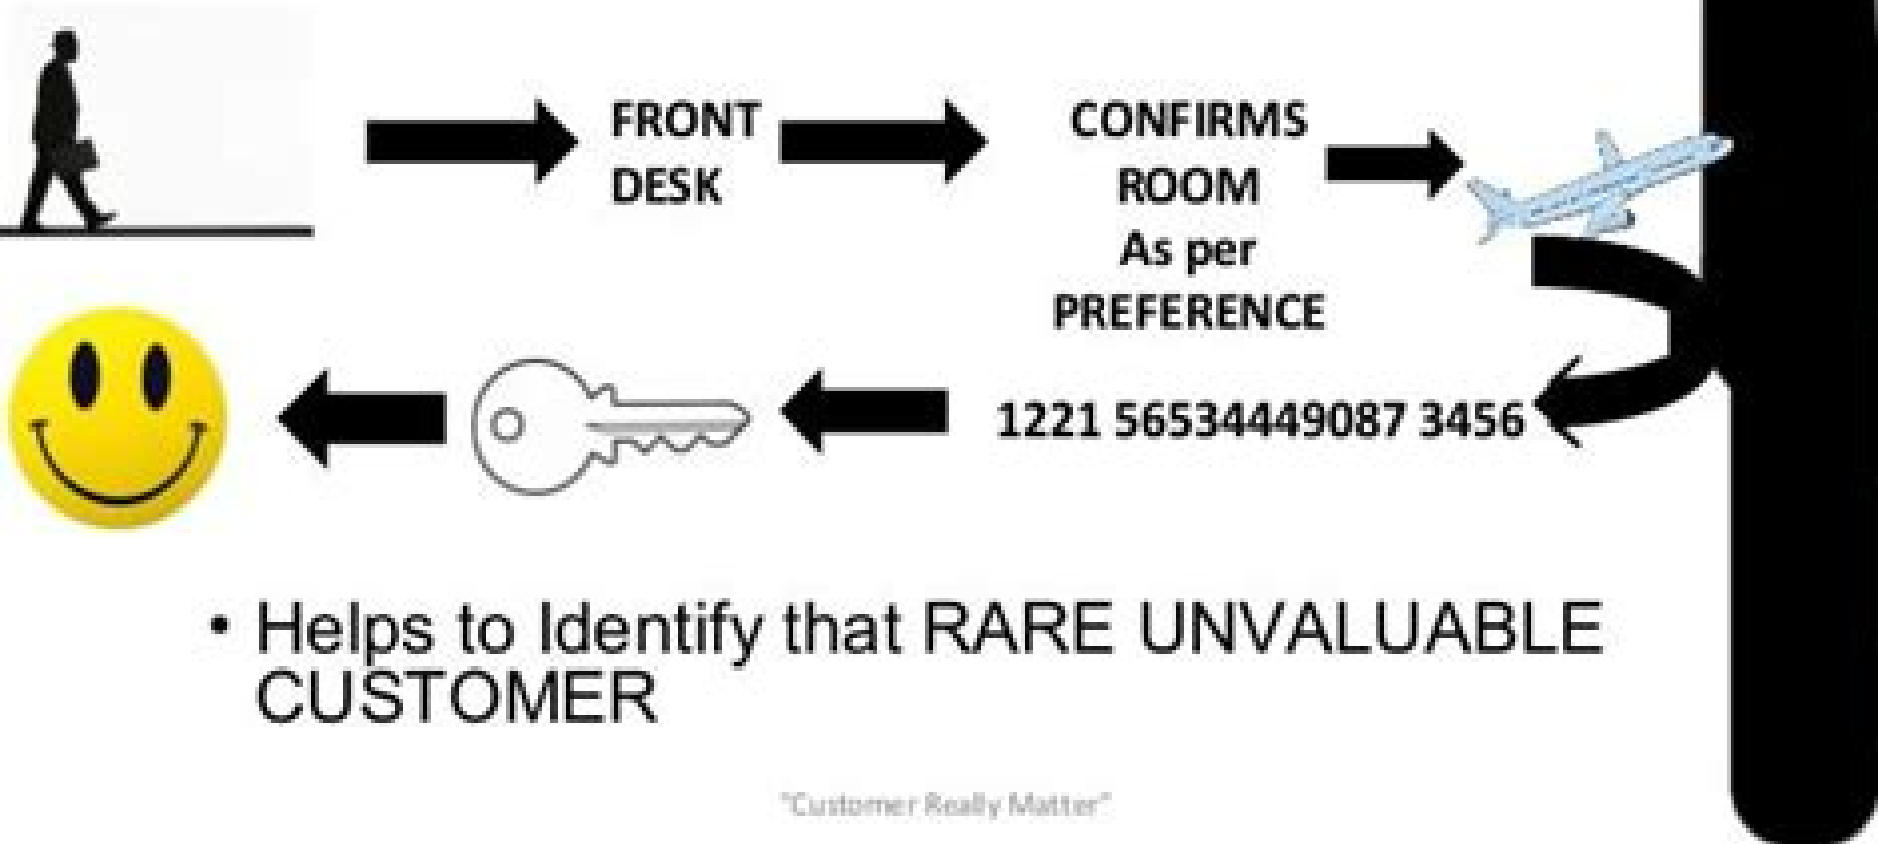 FRONT
DESK
CONFIRMS
ROOM
As per
PREFERENCE
1221 56534449087 3456
• Helps to Identify that RARE UNVALUABLE
CUSTOMER
"Customer Really Matter"